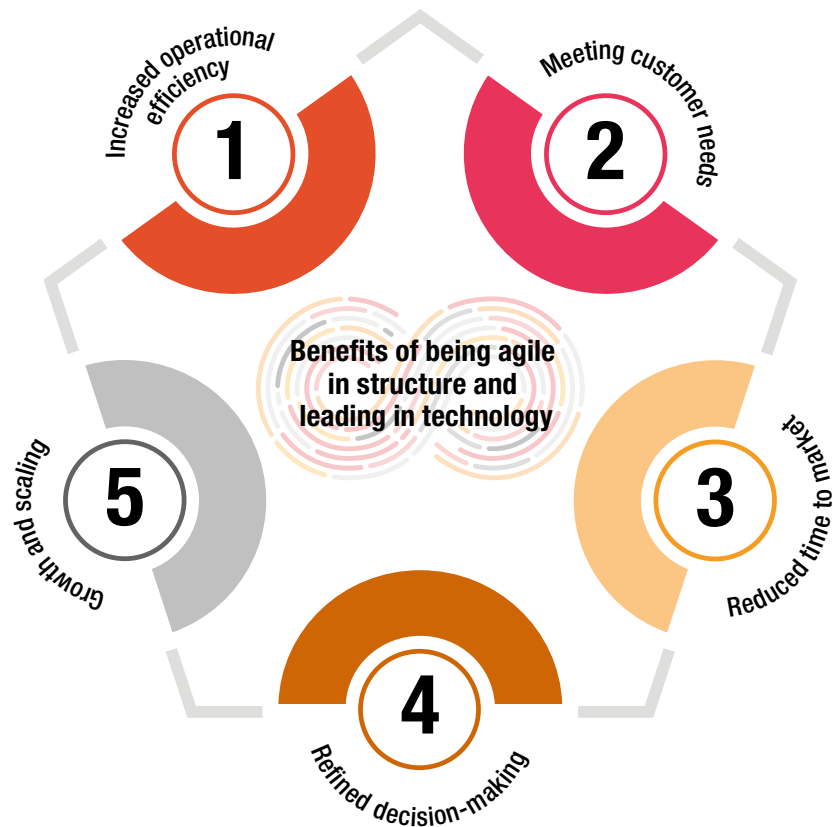 Benefits of being agile
in structure and
leading in technology
1
Increased operational
efficiency
2
Meeting customer needs
3
Reduced time to market
4
Refined decision-making
5
Growth and scaling